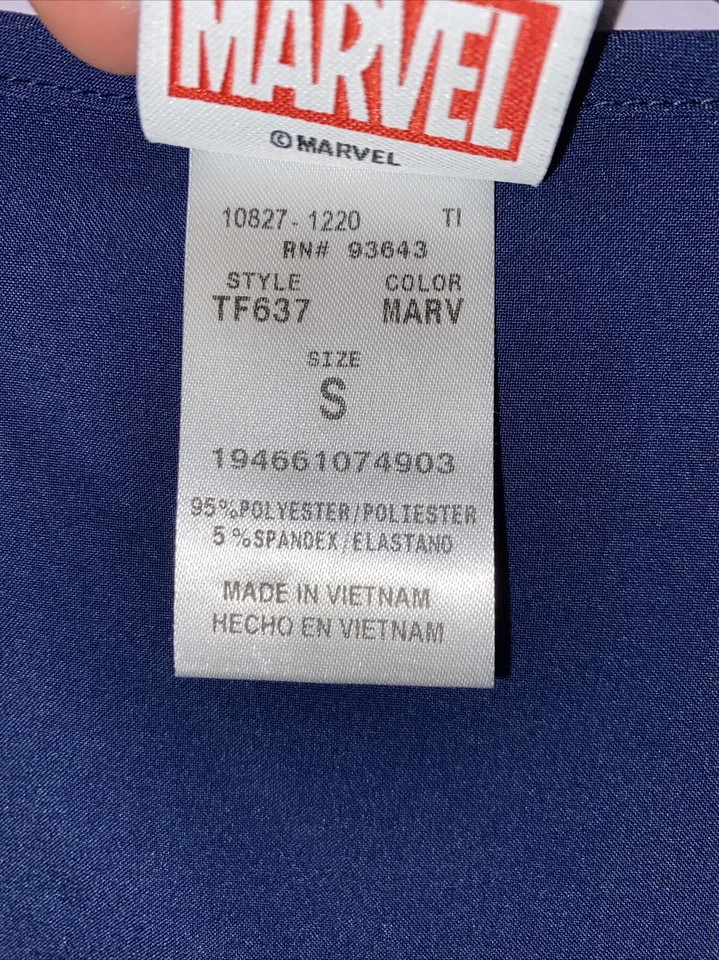 MARVEL
©MARVEL
10827-1220 TI
RN# 93643
STYLE COLOR
TF637 MARV
SIZE
S
194661074903
95%POLYESTER/POLIESTER
5%SPANDEX/ELASTANO
MADE IN VIETNAM
HECHO EN VIETNAM